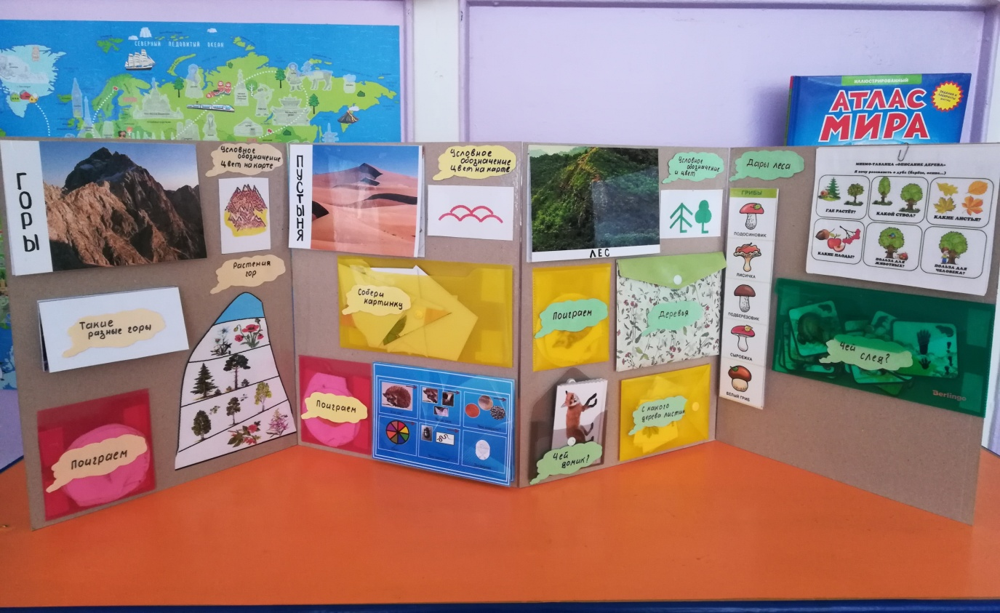 СЕВЕРНЫЙ ЛЕДОВИТЫЙ ОКЕАН
ИЛЛЮСТРИРОВАННЫЙ
АТЛАС
МИРА
ГОРЫ
Условное
обозначение
Цвет на карте
Растения
гор
Такие
разные горы
Поиграем
ПУСТЫНЯ
Условное
обозначение
Цвет на карте
Собери
картинку
Поиграем
ЛЕС
Условное
обозначение
и цвет
Поиграем
Деревья
Чей
домик?
С какого
дерева листик
Дары леса
ГРИБЫ
ПОДОСИНОВИК
ЛИСИЧКА
ПОДБЕРЕЗОВИК
СЫРОЕЖКА
БЕЛЫЙ ГРИБ
МНЕМО-ТАБЛИЦА «ОПИСАНИЕ ДЕРЕВА»
Я хочу рассказать о дубе (берёзе, сосне...)
ГДЕ РАСТЁТ?
КАКОЙ СТВОЛ?
КАКИЕ ЛИСТЬЯ?
КАКИЕ ПЛОДЫ?
ПОЛЬЗА ДЛЯ
ЖИВОТНЫХ?
ПОЛЬЗА ДЛЯ
ЧЕЛОВЕКА?
Чей
след?
Berlingo